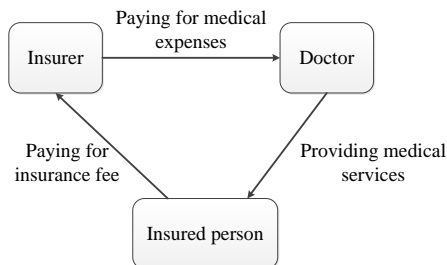 Paying for medical
expenses
Insurer
Doctor
Paying for
insurance fee
Providing medical
services
Insured person